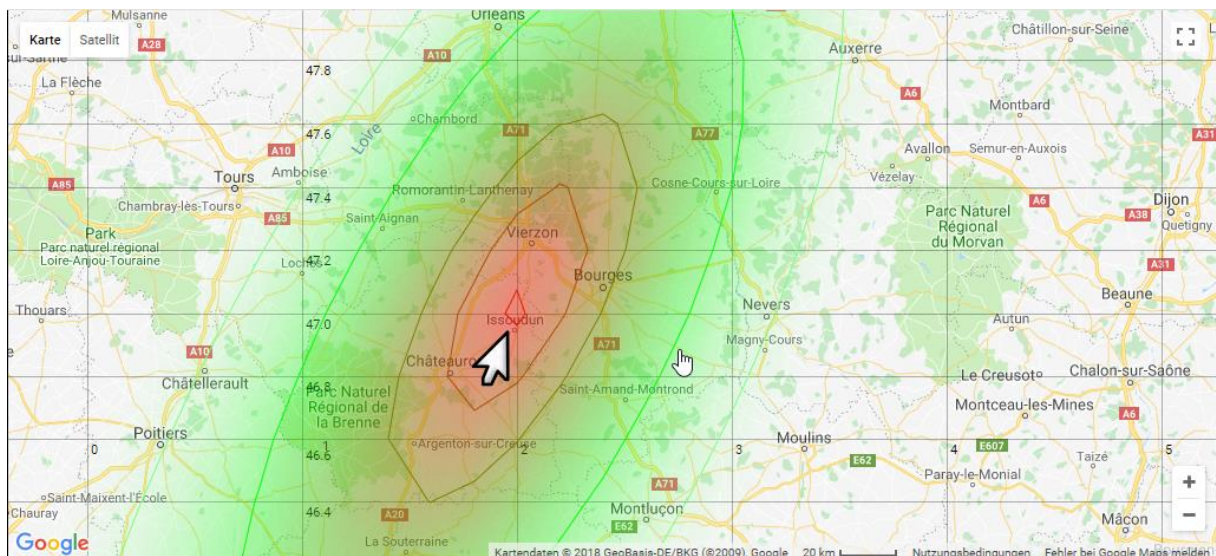 Mulsanne
Orléans
Châtillon-sur-Seine
Karte Satellit
A28
Auxerre
A10
47.8
A6
La Flèche
Montbard
Chambord
A71
A77
A31
47.6
Loire
A10
Avallon
Semur-en-Auxois
Amboise
Tours
Vézelay
A85
Romorantin-Lanthenay
Cosne-Cours-sur-Loire
47.4
Dijon
Chambray-lès-Tours
A85
Saint-Aignan
A6
A38
Parc Naturel
Régional
du Morvan
Quetigny
Park
Parc naturel régional
Loire-Anjou-Touraine
Vierzon
47.2
Loches
A31
Bourges
Beaune
Thouars
Nevers
47.0
Issoudun
Autun
A10
Magny-Cours
A71
Châteauro
Châtellerault
46.8
Le Creusot
Chalon-sur-Saône
Parc Naturel
Régional de
la Brenne
Saint-Amand-Montrond
Montceau-les-Mines
A6
Poitiers
Argenton-sur-Creuse
Moulins
E607
0 1 2 3 4 5
46.6
E62
Taizé
Paray-le-Monial
A71
Saint-Maixent-l'École
Montluçon
46.4
A20
E62
Chauray
Mâcon
La Souterraine
Google
Kartendaten © 2018 GeoBasis-DE/BKG (©2009), Google 20 km Nutzungsbedingungen Fehler bei Google Maps melden